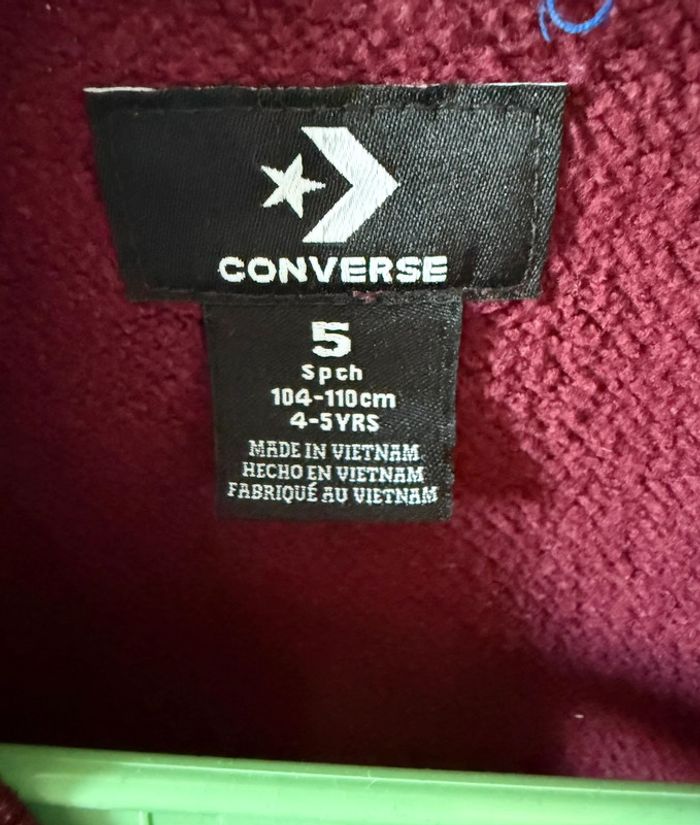 CONVERSE
5
Spch
104-110cm
4-5YRS
MADE IN VIETNAM
HECHO EN VIETNAM
FABRIQUÉ AU VIETNAM